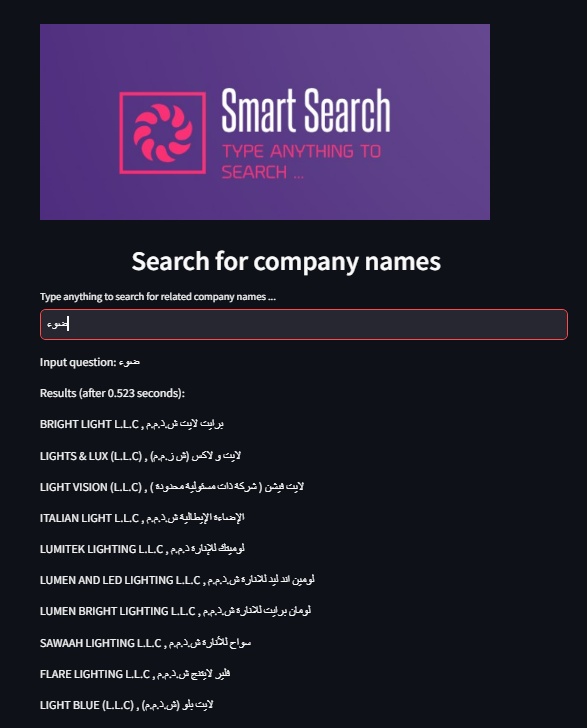 Smart Search
TYPE ANYTHING TO
SEARCH ...
Search for company names
Type anything to search for related company names ...
ضوء
Input question: ضوء
Results (after 0.523 seconds):
BRIGHT LIGHT L.L.C , برايت لايت ش.ذ.م.م
LIGHTS & LUX (L.L.C) , لايت و لاكس (ش ز.م.م)
LIGHT VISION (L.L.C) , لايت فيشن ( شركة ذات مسئولية محدودة )
ITALIAN LIGHT L.L.C , الإضاءة الإيطالية ش.ذ.م.م
LUMITEK LIGHTING L.L.C , لوميتك للإنارة ذ.م.م
LUMEN AND LED LIGHTING L.L.C , لومين اند ليد للانارة ش.ذ.م.م
LUMEN BRIGHT LIGHTING L.L.C , لومان برايت للانارة ش.ذ.م.م
SAWAAH LIGHTING L.L.C , سواح للأنارة ش.ذ.م.م
FLARE LIGHTING L.L.C , فلير لايتنج ش.ذ.م.م
LIGHT BLUE (L.L.C) , لايت بلو (ش.ذ.م.م)